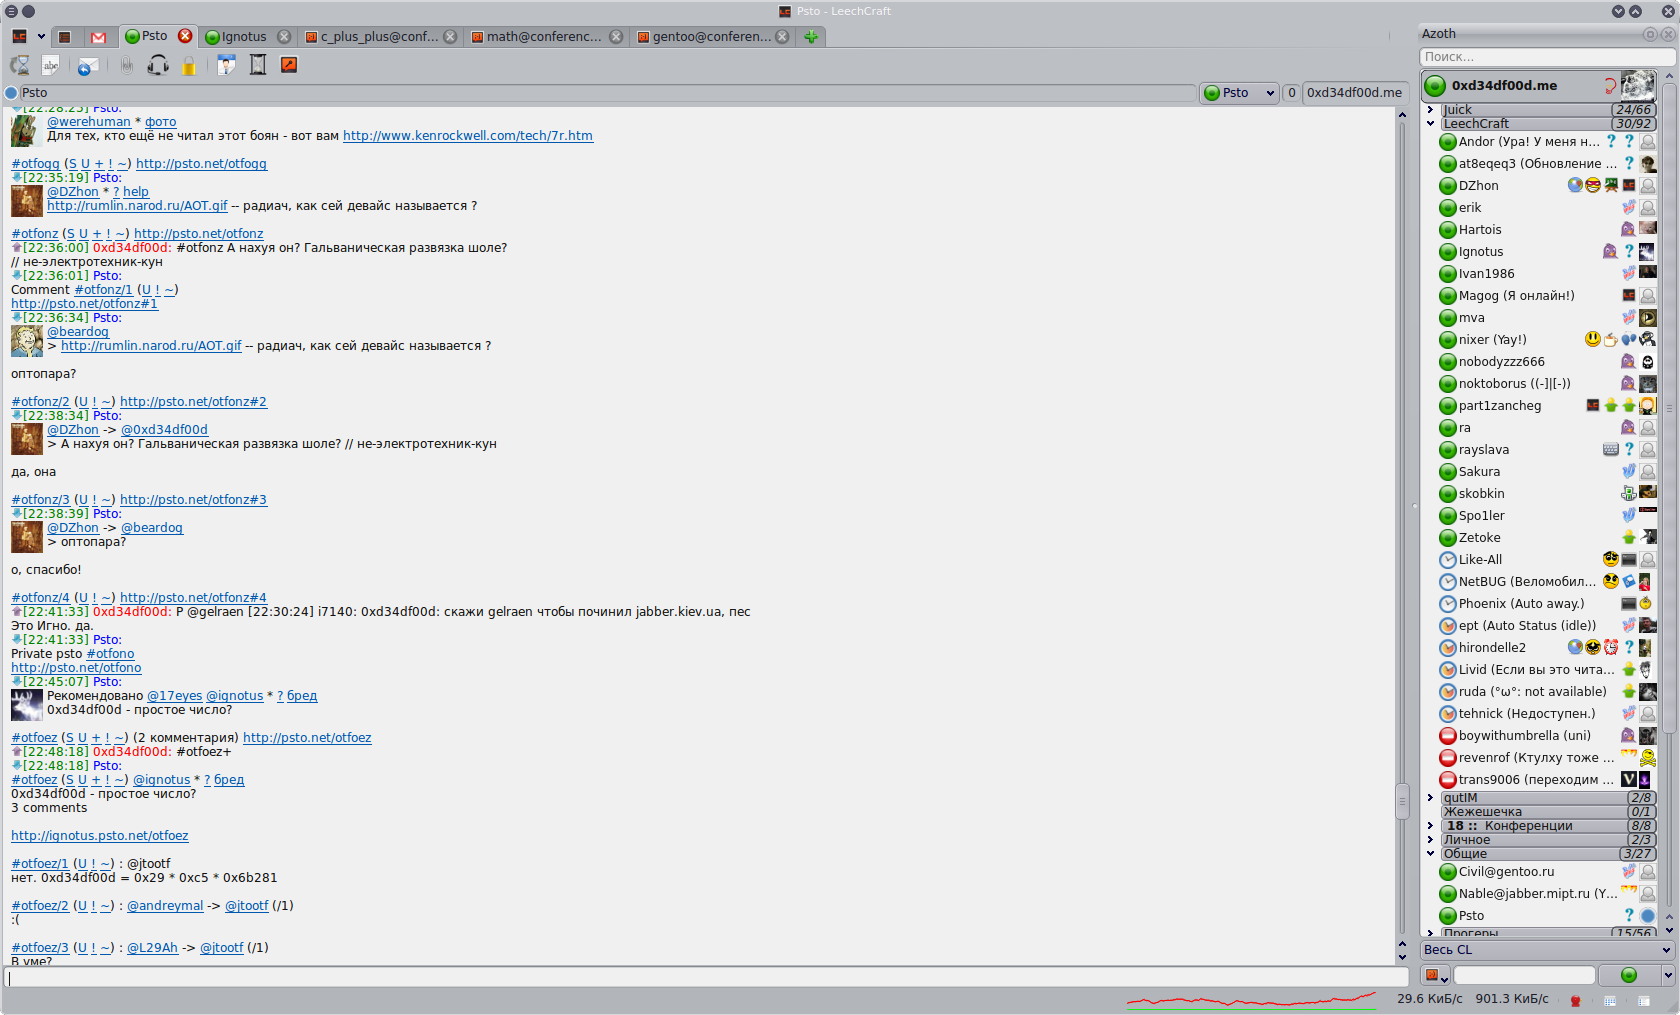 Psto - LeechCraft
Psto
Ignotus
c_plus_plus@conf...
math@conferenc...
gentoo@conferen...
Psto
Psto
0
0xd34df00d.me
[22:28:25] Psto:
@werehuman * фото
Для тех, кто ещё не читал этот боян - вот вам http://www.kenrockwell.com/tech/7r.htm
#otfogg (S U + ! ~) http://psto.net/otfogg
[22:35:19] Psto:
@DZhon * ? help
http://rumlin.narod.ru/AOT.gif -- радиач, как сей девайс называется ?
#otfonz (S U + ! ~) http://psto.net/otfonz
[22:36:00] 0xd34df00d: #otfonz А нахуя он? Гальваническая развязка шоле?
// не-электротехник-кун
[22:36:01] Psto:
Comment #otfonz/1 (U ! ~)
http://psto.net/otfonz#1
[22:36:34] Psto:
@beardog
> http://rumlin.narod.ru/AOT.gif -- радиач, как сей девайс называется ?
оптопара?
#otfonz/2 (U ! ~) http://psto.net/otfonz#2
[22:38:34] Psto:
@DZhon -> @0xd34df00d
> А нахуя он? Гальваническая развязка шоле? // не-электротехник-кун
да, она
#otfonz/3 (U ! ~) http://psto.net/otfonz#3
[22:38:39] Psto:
@DZhon -> @beardog
> оптопара?
о, спасибо!
#otfonz/4 (U ! ~) http://psto.net/otfonz#4
[22:41:33] 0xd34df00d: P @gelraen [22:30:24] i7140: 0xd34df00d: скажи gelraen чтобы починил jabber.kiev.ua, пес
Это Игно. да.
[22:41:33] Psto:
Private psto #otfono
http://psto.net/otfono
[22:45:07] Psto:
Рекомендовано @17eyes @ignotus * ? бред
0xd34df00d - простое число?
#otfoez (S U + ! ~) (2 комментария) http://psto.net/otfoez
[22:48:18] 0xd34df00d: #otfoez+
[22:48:18] Psto:
#otfoez (S U + ! ~) @ignotus * ? бред
0xd34df00d - простое число?
3 comments
http://ignotus.psto.net/otfoez
#otfoez/1 (U ! ~) : @jtootf
нет. 0xd34df00d = 0x29 * 0xc5 * 0x6b281
#otfoez/2 (U ! ~) : @andreymal -> @jtootf (/1)
:(
#otfoez/3 (U ! ~) : @L29Ah -> @jtootf (/1)
В уме?
Azoth
Поиск...
0xd34df00d.me
Juick 24/66
LeechCraft 30/92
Andor (Ура! У меня н...
at8eqeq3 (Обновление ...
DZhon
erik
Hartois
Ignotus
Ivan1986
Magog (Я онлайн!)
mva
nixer (Yay!)
nobodyzzz666
noktoborus ((-]|[-))
part1zancheg
ra
rayslava
Sakura
skobkin
Spo1ler
Zetoke
Like-All
NetBUG (Веломобил...
Phoenix (Auto away.)
ept (Auto Status (idle))
hirondelle2
Livid (Если вы это чита...
ruda (°ω°: not available)
tehnick (Недоступен.)
boywithumbrella (uni)
revenrof (Ктулху тоже ...
trans9006 (переходим ...
qutIM 2/8
Жежешечка 0/1
18 :: Конференции 8/8
Личное 2/3
Общие 3/27
Civil@gentoo.ru
Nable@jabber.mipt.ru (Y...
Psto
Прогеры 15/56
Весь CL
29.6 КиБ/с 901.3 КиБ/с